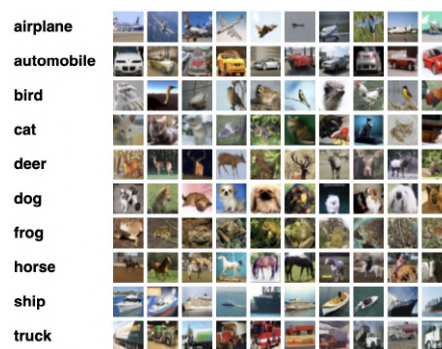 airplane
automobile
bird
cat
deer
dog
frog
horse
ship
truck